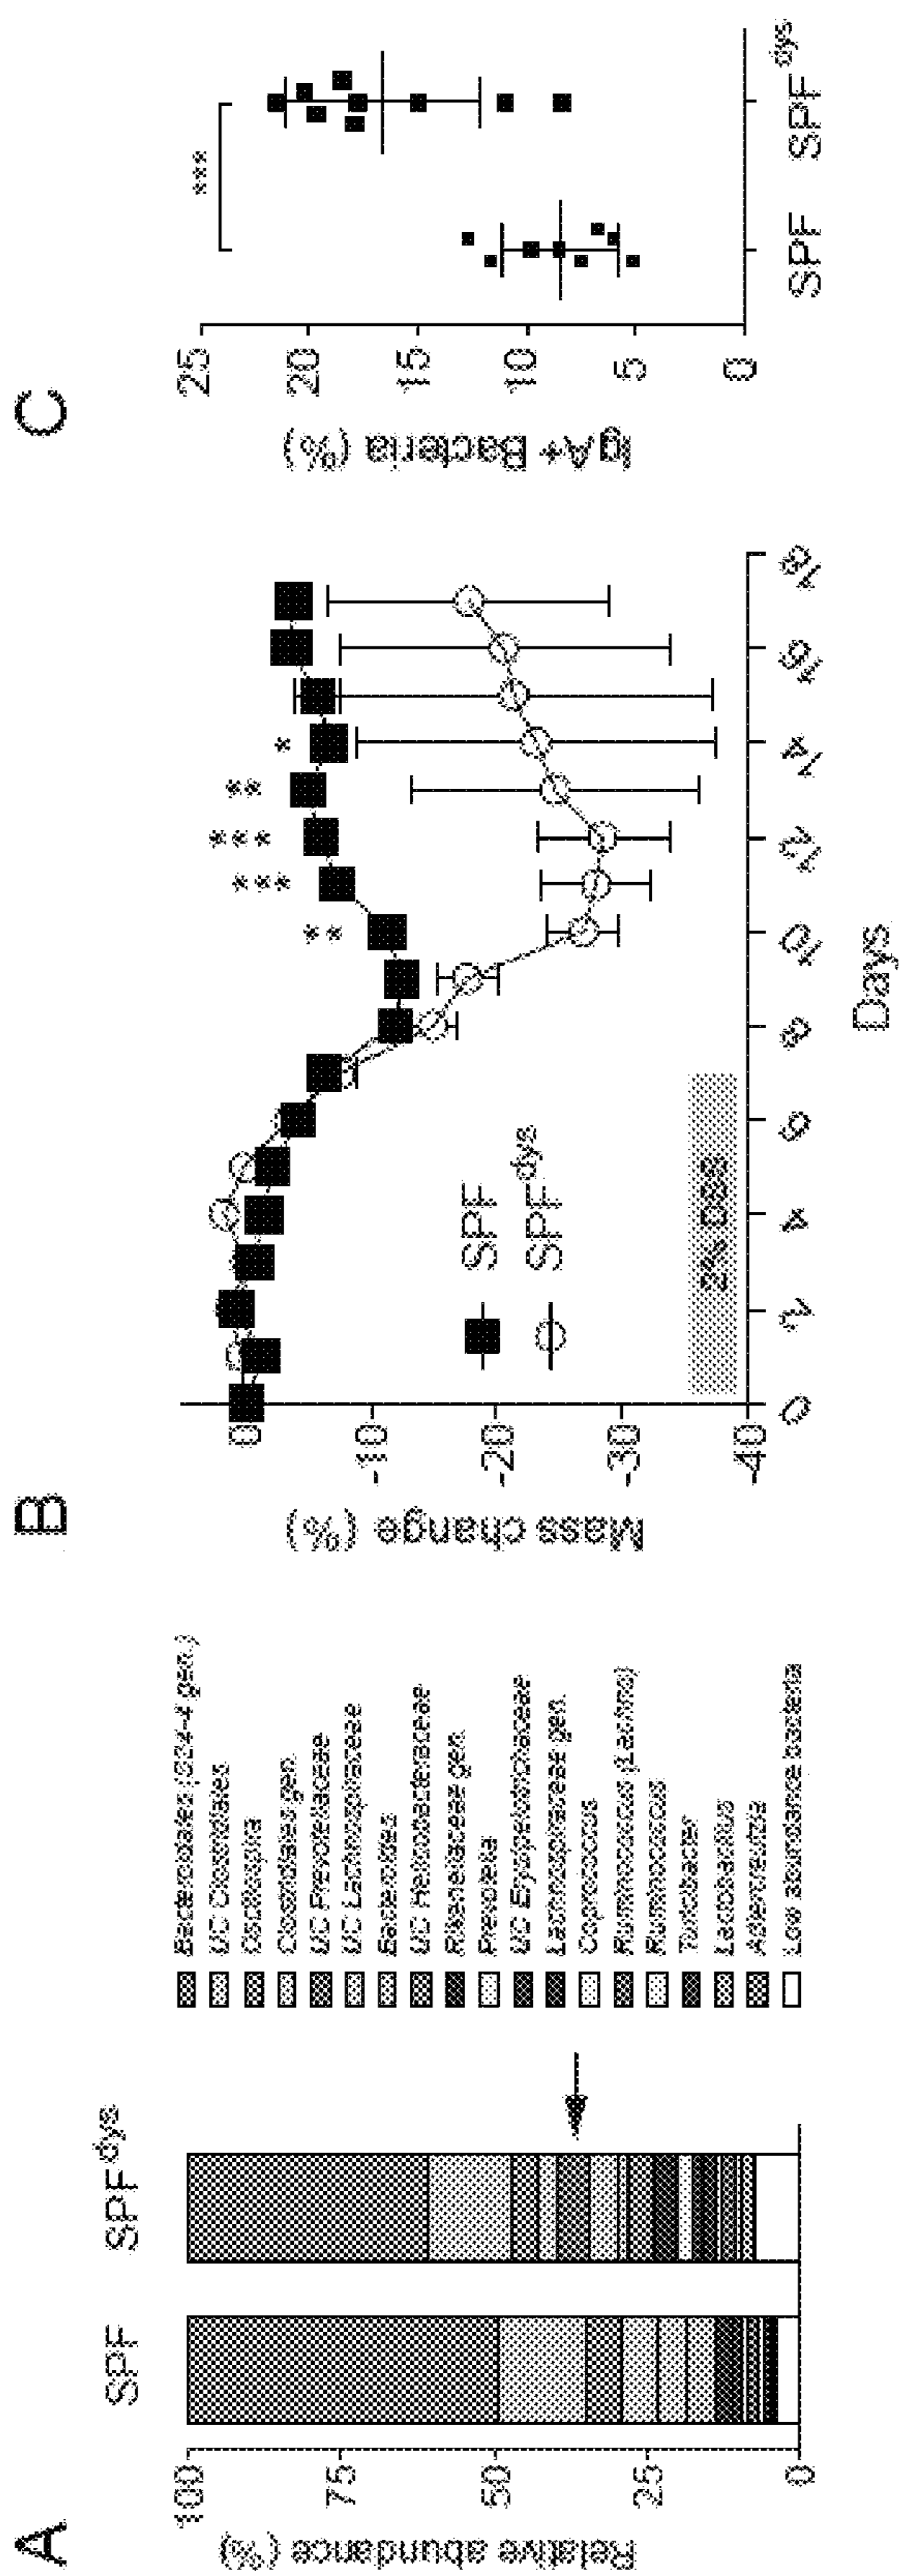 A
SPF
SPFdys
Relative abundance (%)
100
75
50
25
0
Bacteroidales (S24-4 gen.)
UC Clostridiales
Oscillospira
Clostridiales gen.
UC Prevotellaceae
UC Lachnospiraceae
Bacteroides
UC Helicobacteraceae
Rikenellaceae gen.
Prevotella
UC Erysipelotrichaceae
Lachnospiraceae gen.
Coprococcus
Ruminococcus (Lachno)
Ruminococcus
Turicibacter
Lactobacillus
Adlercreutzia
Low abundance bacteria
B
Mass change (%)
0
-10
-20
-30
-40
** *** *** ** *
SPF
SPFdys
2% DSS
0 2 4 6 8 10 12 14 16 18
Days
C
IgA+ Bacteria (%)
25
20
15
10
5
0
***
SPF
SPFdys